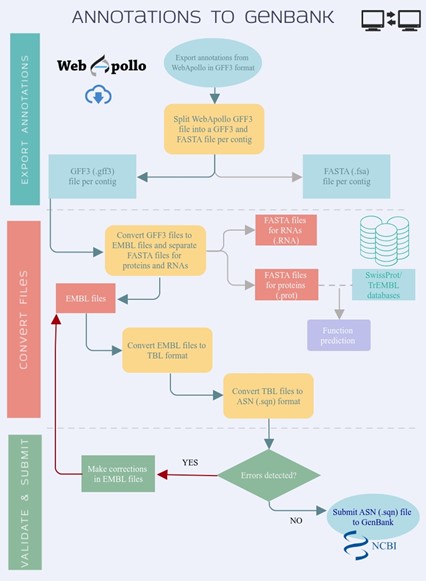 ANNOTATIONS TO GENBANK
EXPORT ANNOTATIONS
Web Apollo
Export annotations from
WebApollo in GFF3 format
Split WebApollo GFF3
file into a GFF3 and
FASTA file per contig
GFF3 (.gff3)
file per contig
FASTA (.fsa)
file per contig
CONVERT FILES
Convert GFF3 files to
EMBL files and separate
FASTA files for
proteins and RNAs
FASTA files
for RNAs
(.RNA)
FASTA files
for proteins
(.prot)
SwissProt/
TrEMBL
databases
Function
prediction
EMBL files
Convert EMBL files to
TBL format
Convert TBL files to
ASN (.sqn) format
VALIDATE & SUBMIT
Make corrections
in EMBL files
YES
Errors detected?
NO
Submit ASN (.sqn) file
to GenBank
NCBI